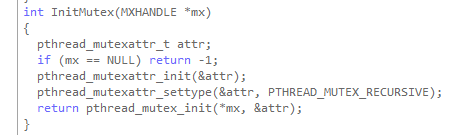 int InitMutex(MXHANDLE *mx)
{
  pthread_mutexattr_t attr;
  if (mx == NULL) return -1;
  pthread_mutexattr_init(&attr);
  pthread_mutexattr_settype(&attr, PTHREAD_MUTEX_RECURSIVE);
  return pthread_mutex_init(*mx, &attr);
}